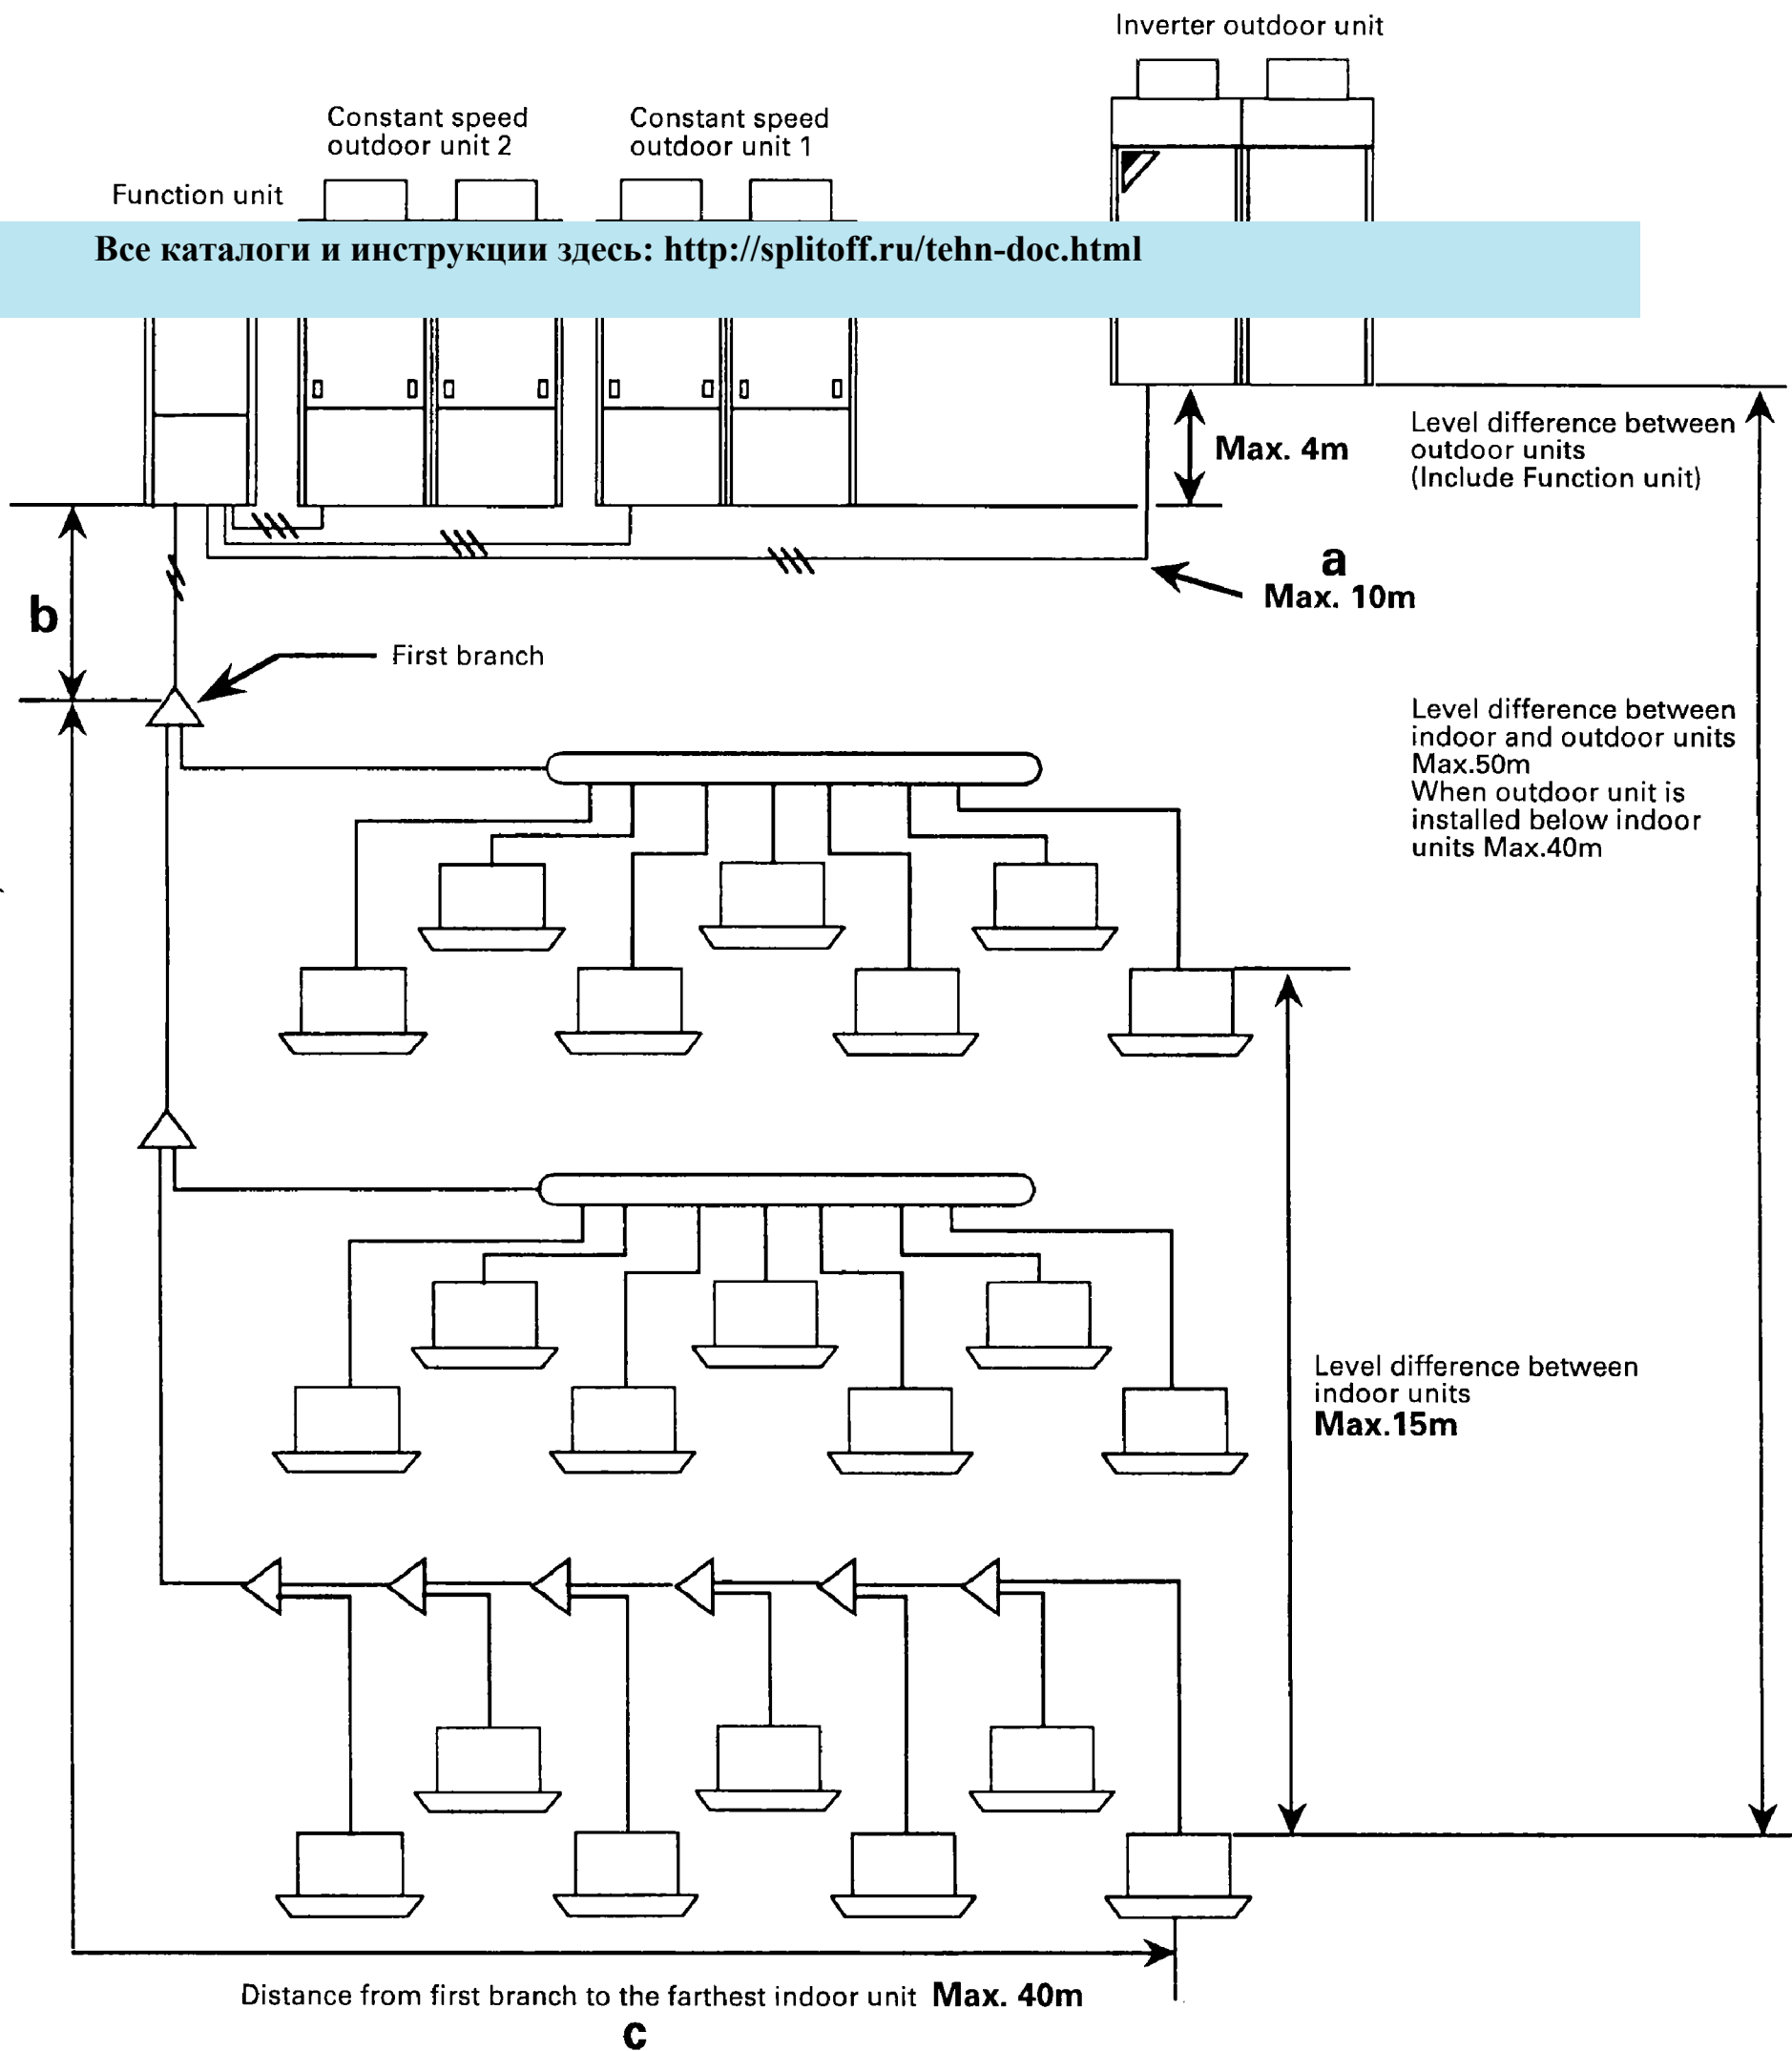 Inverter outdoor unit
Constant speed
outdoor unit 2
Constant speed
outdoor unit 1
Function unit
Все каталоги и инструкции здесь: http://splitoff.ru/tehn-doc.html
Max. 4m
Level difference between
outdoor units
(Include Function unit)
a
Max. 10m
b
First branch
Level difference between
indoor and outdoor units
Max.50m
When outdoor unit is
installed below indoor
units Max.40m
Level difference between
indoor units
Max.15m
Distance from first branch to the farthest indoor unit Max. 40m
c